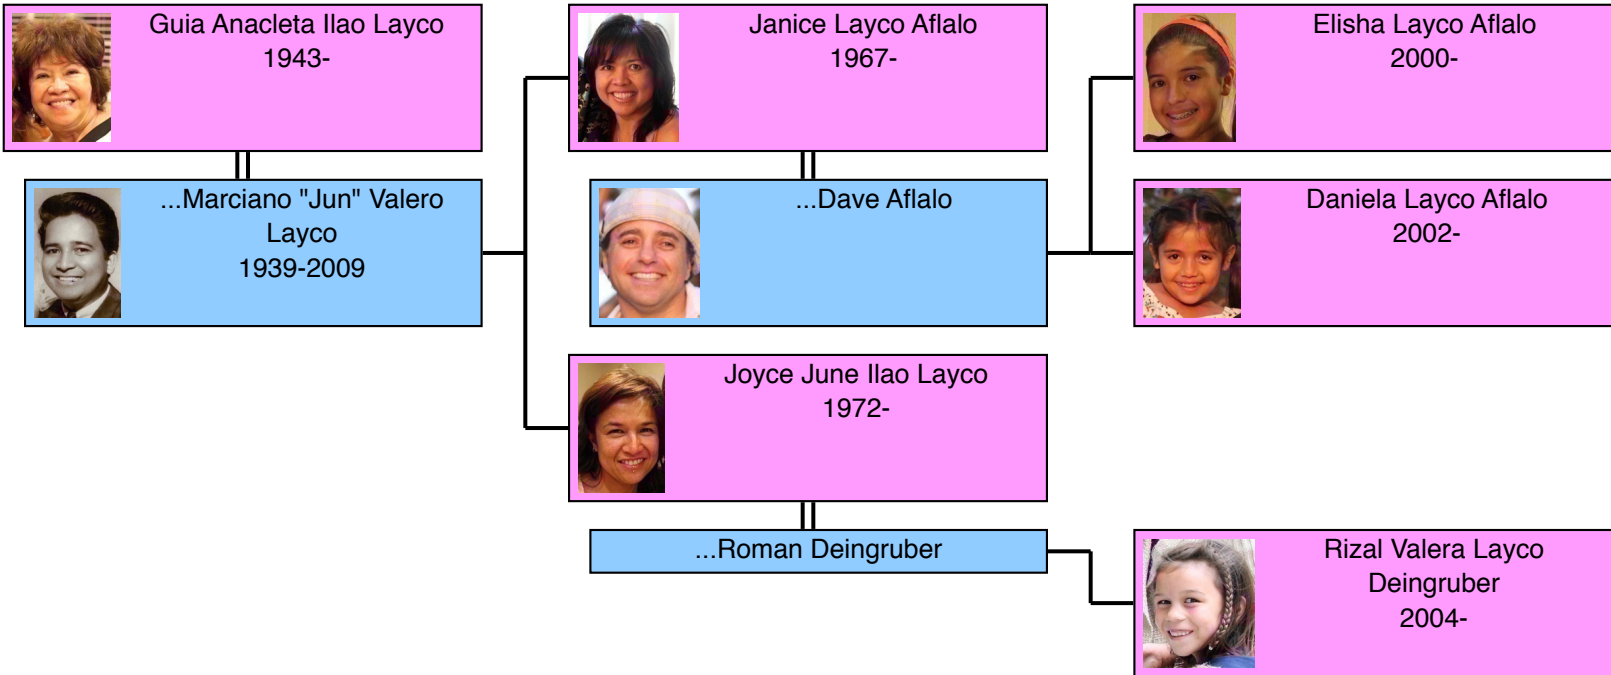 Guia Anacleta Ilao Layco
1943-
...Marciano "Jun" Valero
Layco
1939-2009
Janice Layco Aflalo
1967-
...Dave Aflalo
Joyce June Ilao Layco
1972-
...Roman Deingruber
Elisha Layco Aflalo
2000-
Daniela Layco Aflalo
2002-
Rizal Valera Layco
Deingruber
2004-